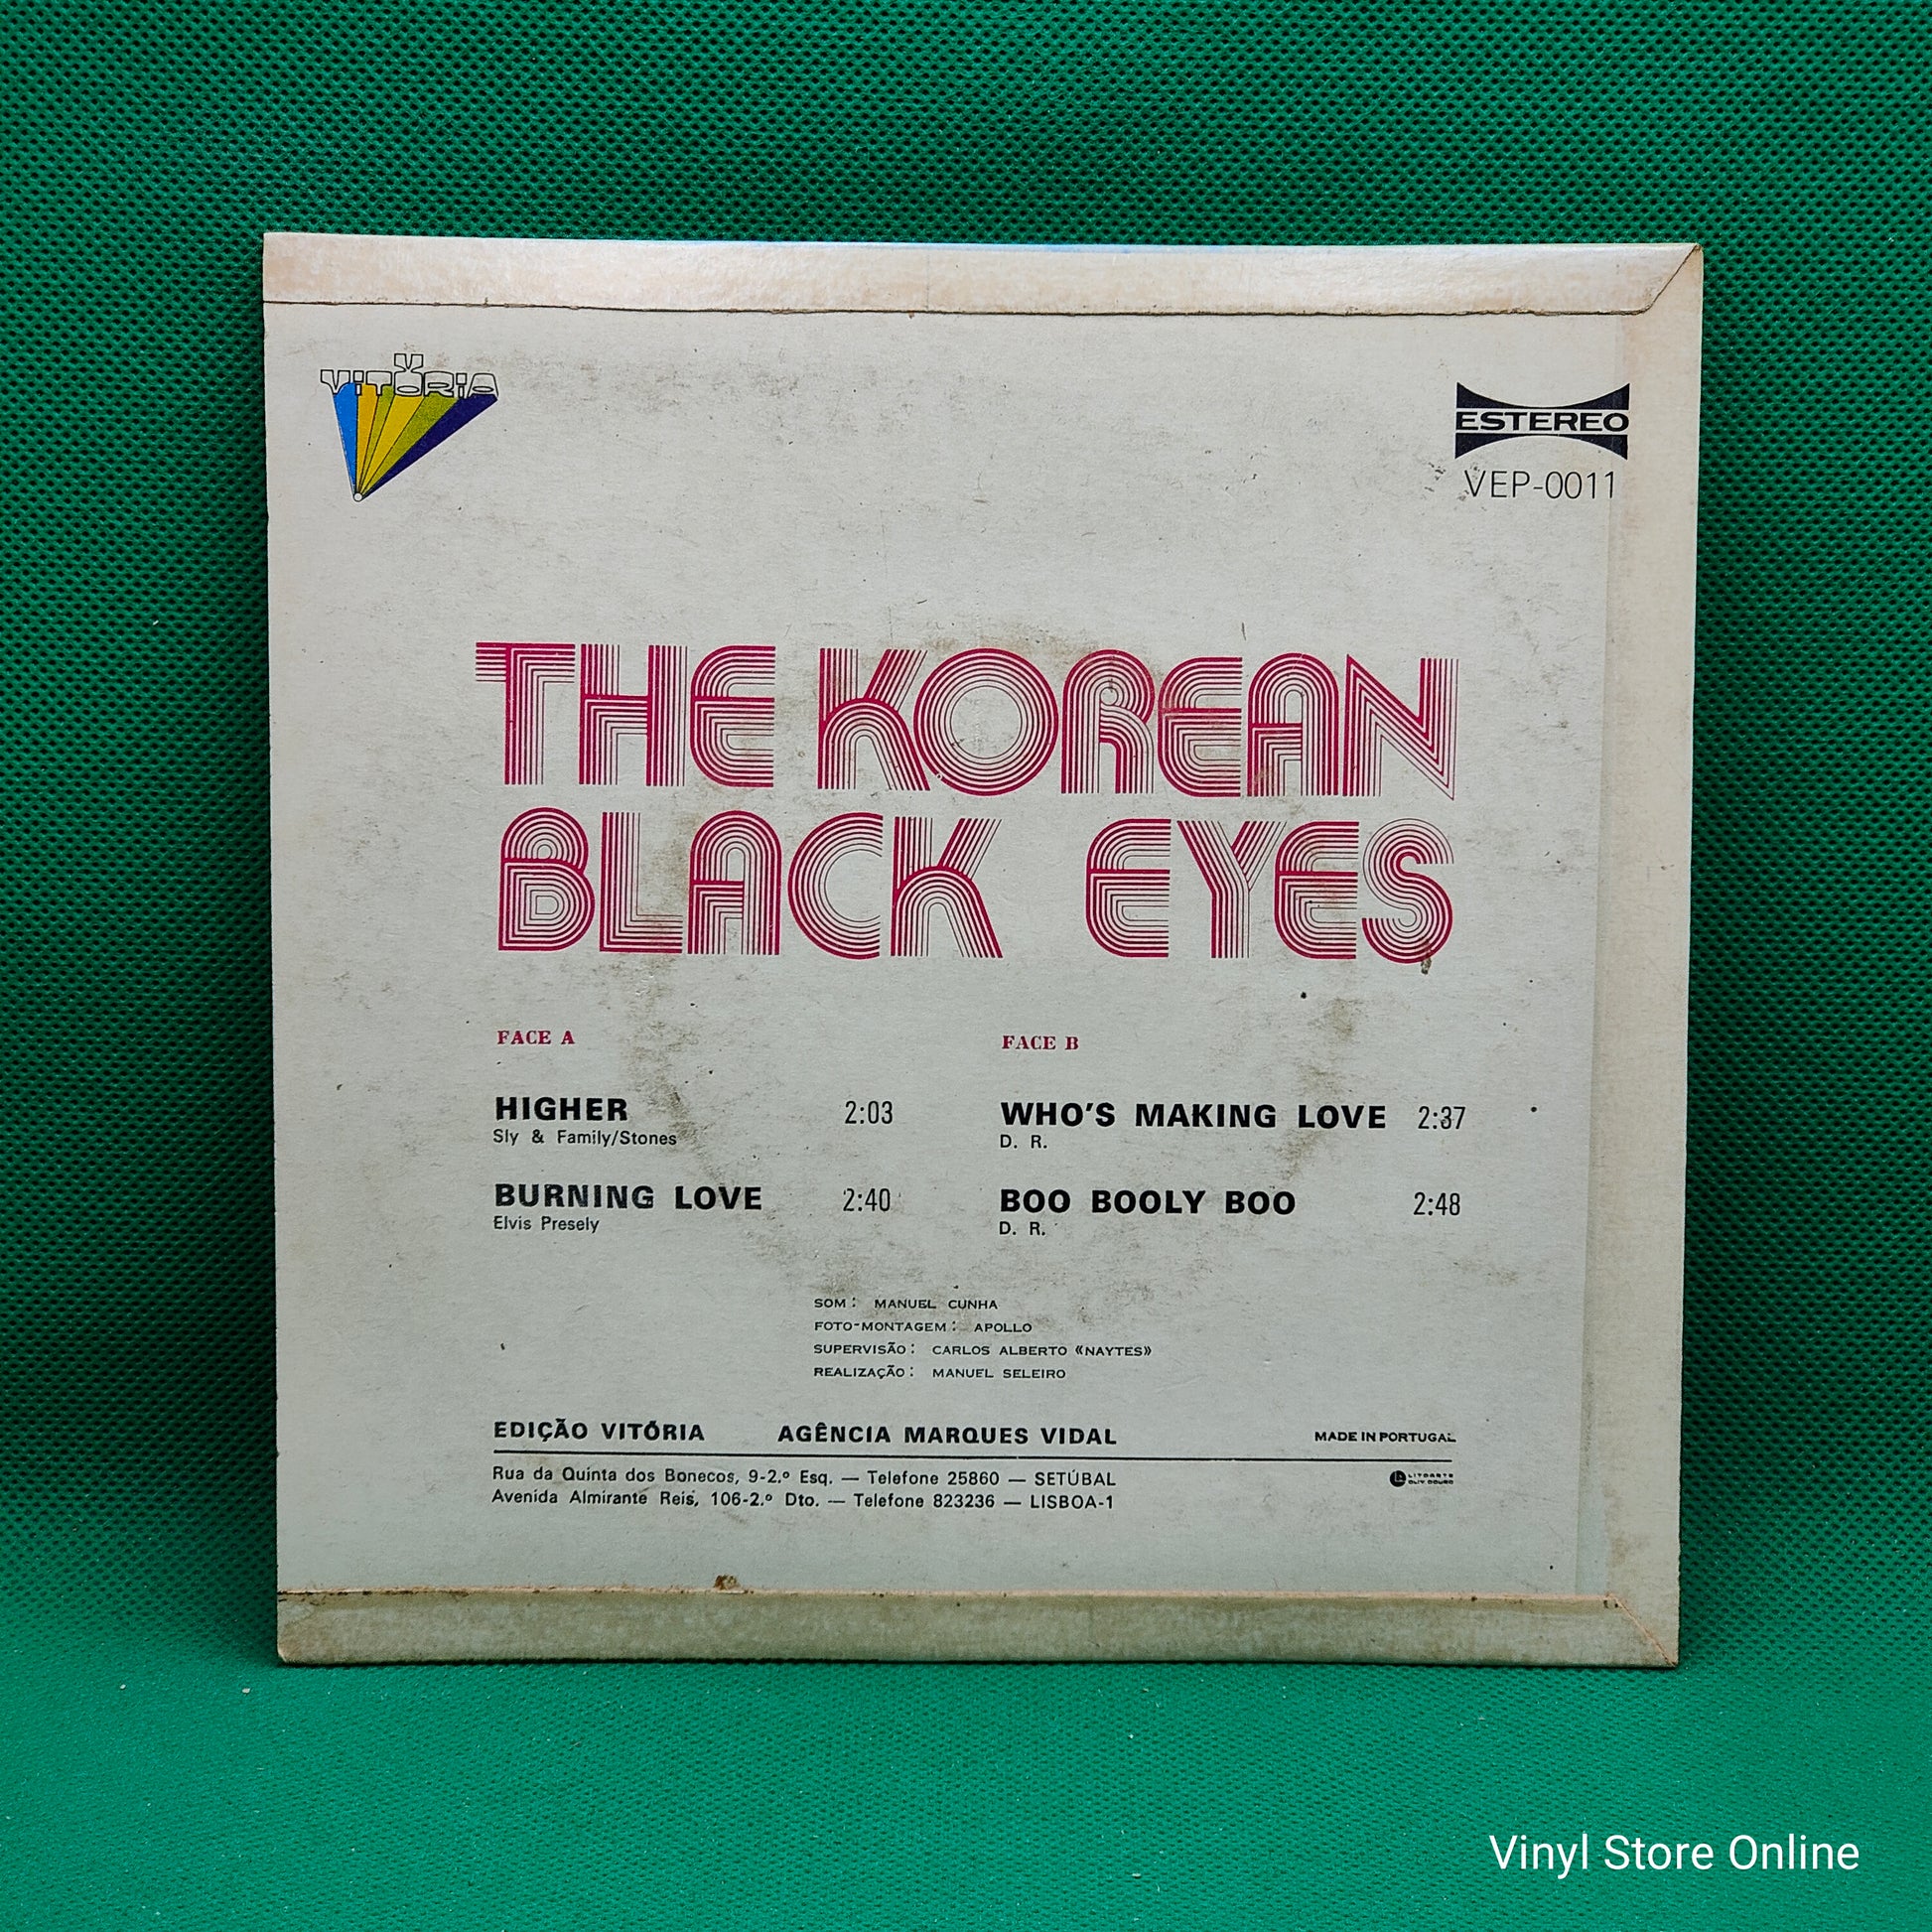 VITÓRIA
ESTEREO
VEP-0011
THE KOREAN
BLACK EYES
FACE A
HIGHER 2:03
Sly & Family/Stones
BURNING LOVE 2:40
Elvis Presely
FACE B
WHO'S MAKING LOVE 2:37
D. R.
BOO BOOLY BOO 2:48
D. R.
SOM: MANUEL CUNHA
FOTO-MONTAGEM: APOLLO
SUPERVISÃO: CARLOS ALBERTO «NAYTES»
REALIZAÇÃO: MANUEL SELEIRO
EDIÇÃO VITÓRIA AGÊNCIA MARQUES VIDAL MADE IN PORTUGAL
Rua da Quinta dos Bonecos, 9-2.º Esq. — Telefone 25860 — SETÚBAL
Avenida Almirante Reis, 106-2.º Dto. — Telefone 823236 — LISBOA-1
Vinyl Store Online